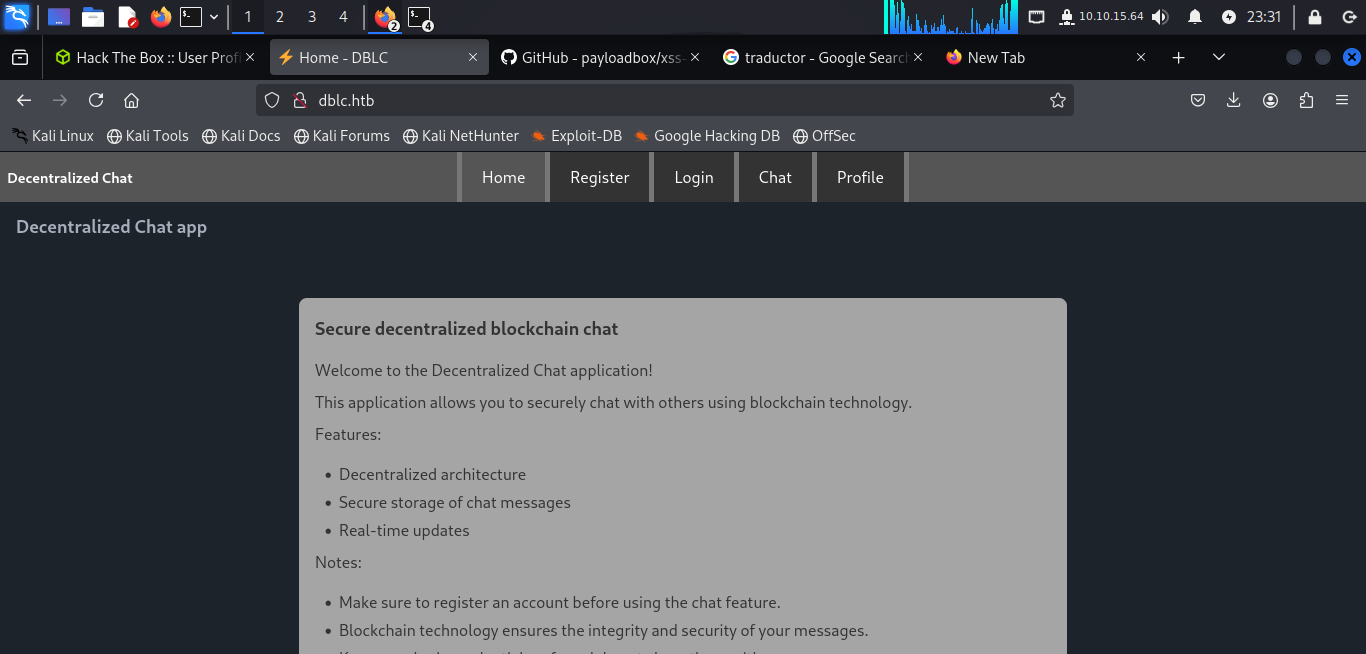 1 2 3 4 2 4 10.10.15.64 23:31
Hack The Box :: User Profi Home - DBLC GitHub - payloadbox/xss- traductor - Google Search New Tab
dblc.htb
Kali Linux Kali Tools Kali Docs Kali Forums Kali NetHunter Exploit-DB Google Hacking DB OffSec
Decentralized Chat Home Register Login Chat Profile
Decentralized Chat app
Secure decentralized blockchain chat
Welcome to the Decentralized Chat application!
This application allows you to securely chat with others using blockchain technology.
Features:
• Decentralized architecture
• Secure storage of chat messages
• Real-time updates
Notes:
• Make sure to register an account before using the chat feature.
• Blockchain technology ensures the integrity and security of your messages.